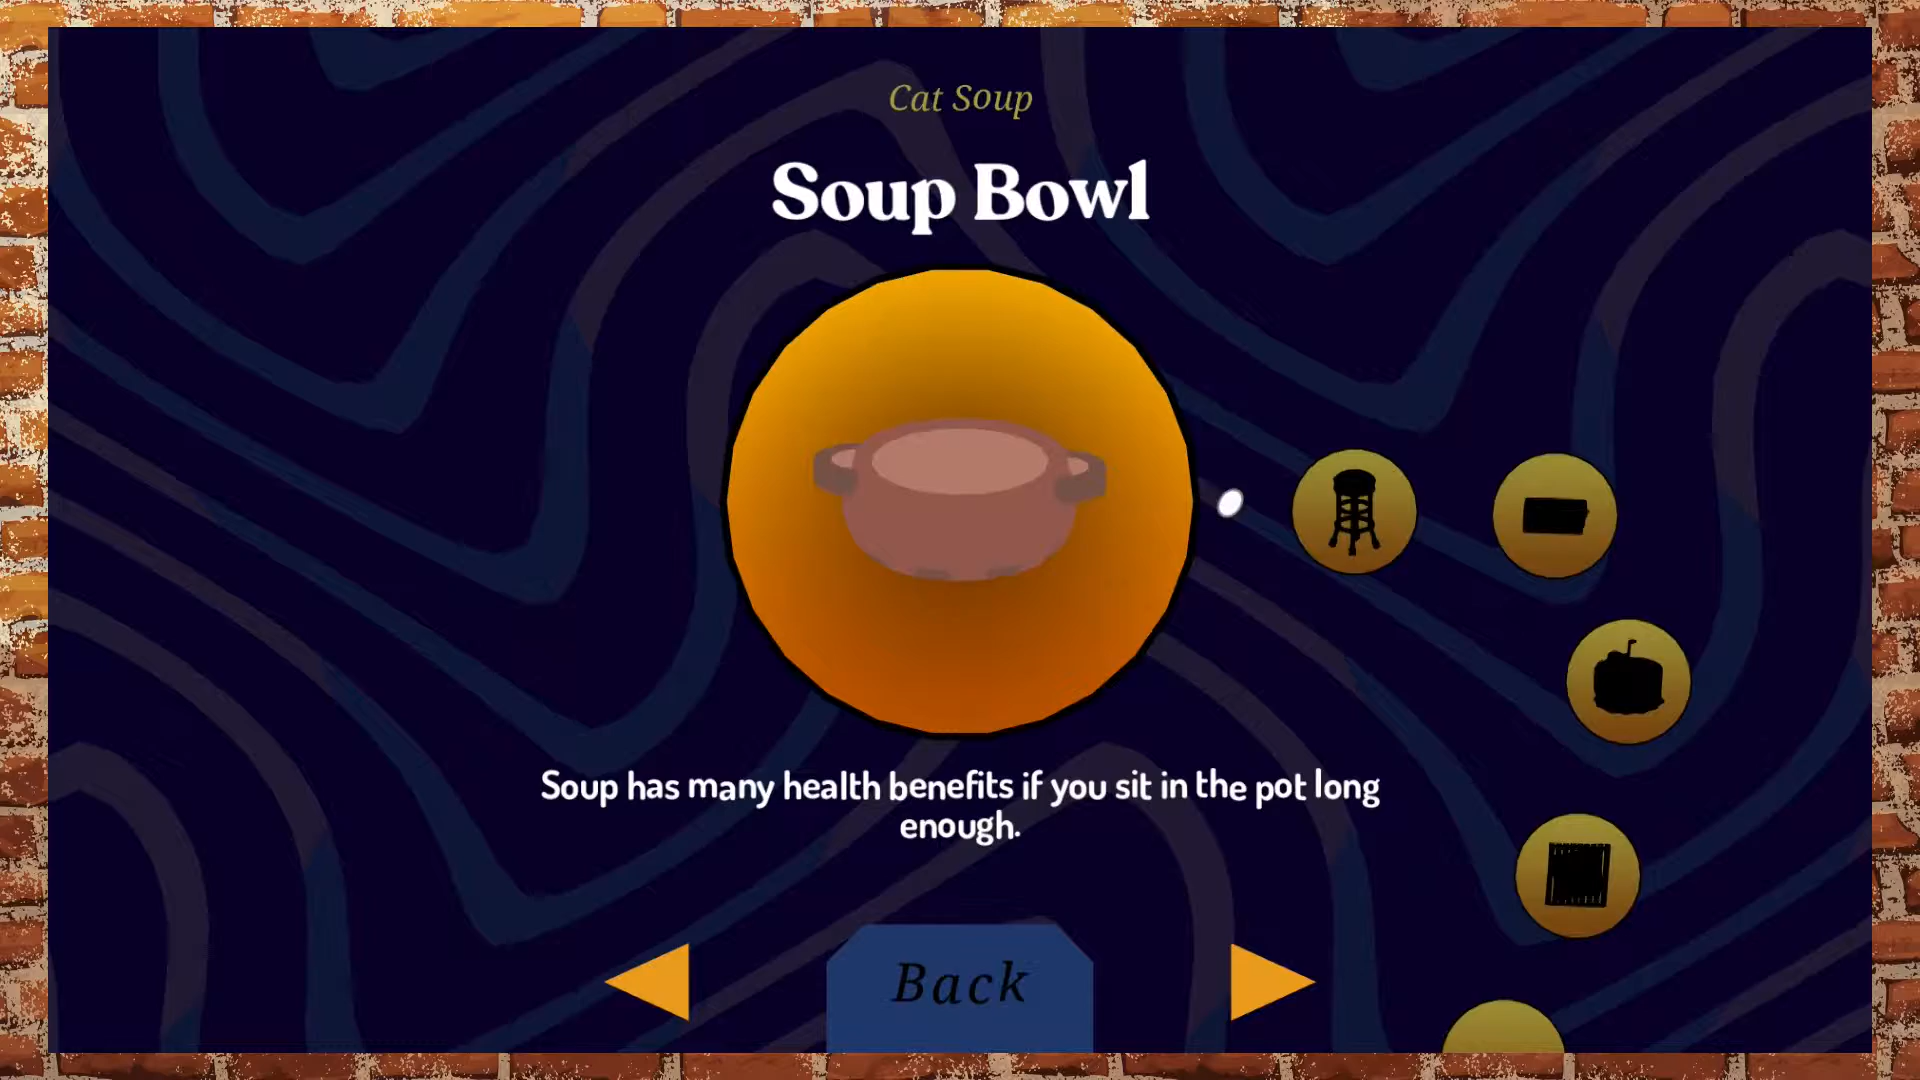 Cat Soup
Soup Bowl
Soup has many health benefits if you sit in the pot long
enough.
Back